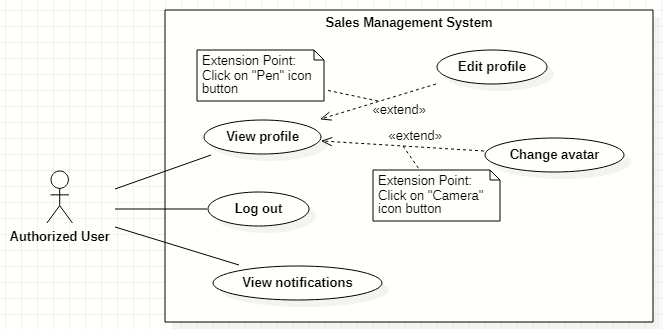 Sales Management System
Extension Point:
Click on "Pen" icon
button
Edit profile
«extend»
View profile
«extend»
Change avatar
Extension Point:
Click on "Camera"
icon button
Log out
Authorized User
View notifications